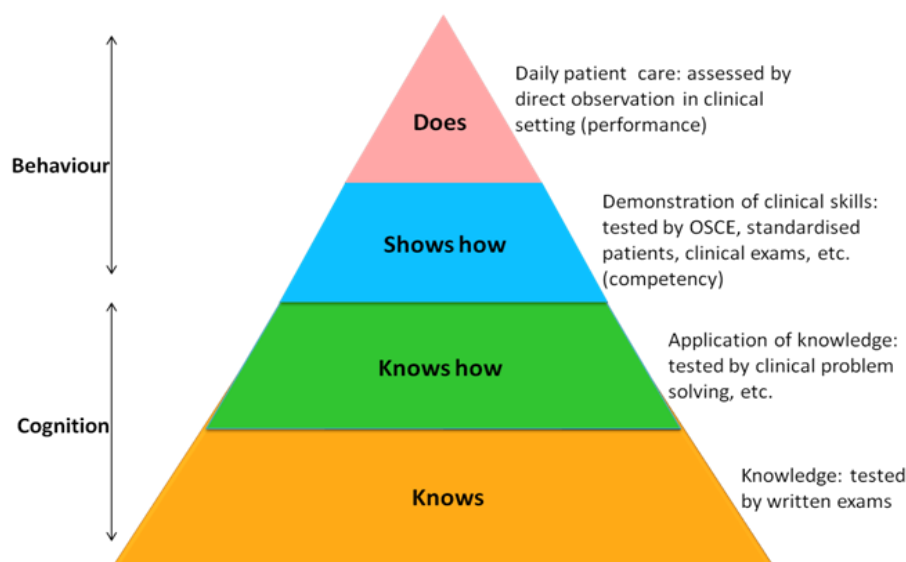 Does
Daily patient care: assessed by
direct observation in clinical
setting (performance)
Behaviour
Shows how
Demonstration of clinical skills:
tested by OSCE, standardised
patients, clinical exams, etc.
(competency)
Knows how
Application of knowledge:
tested by clinical problem
solving, etc.
Cognition
Knows
Knowledge: tested
by written exams